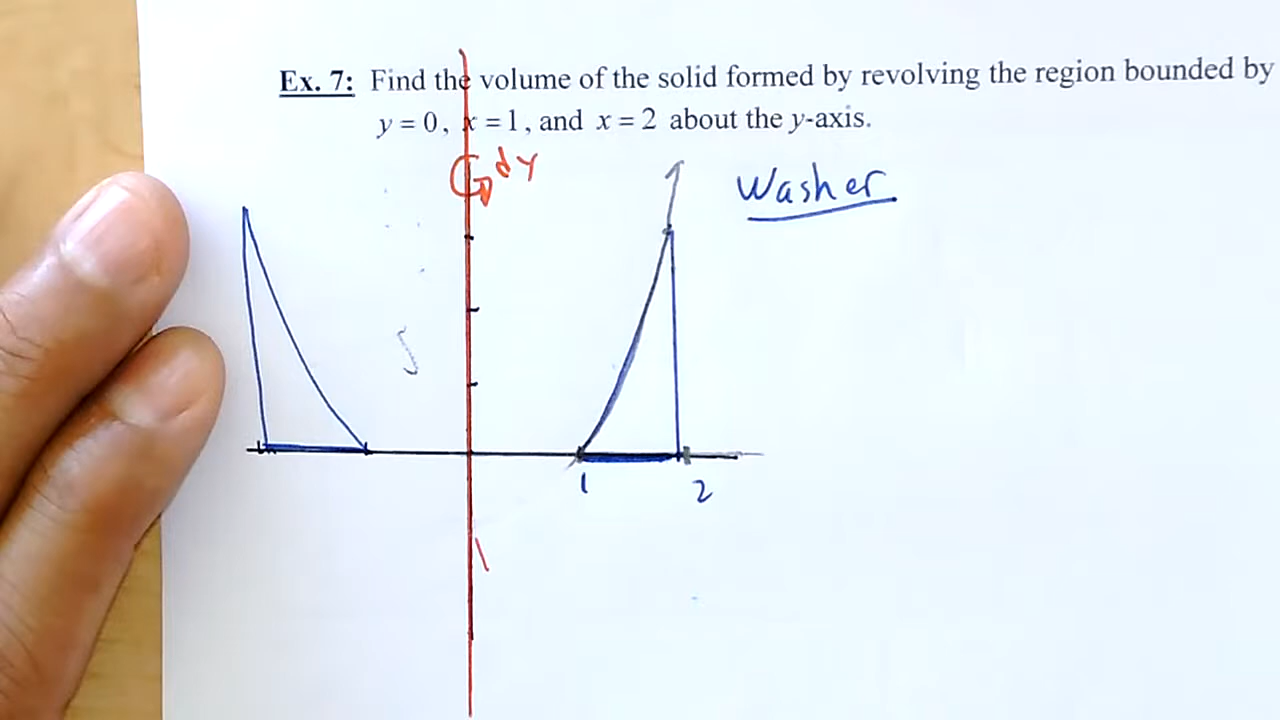 Ex. 7: Find the volume of the solid formed by revolving the region bounded by
y = 0, x = 1, and x = 2 about the y-axis.
dy
Washer
1
2